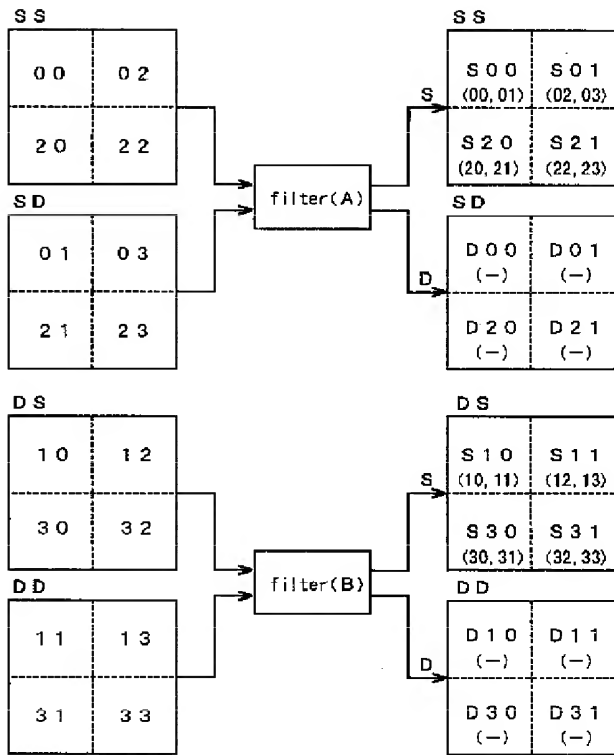 SS
00 02
20 22
SD
01 03
21 23
filter(A)
S
D
SS
S00 S01
(00, 01) (02, 03)
S20 S21
(20, 21) (22, 23)
SD
D00 D01
(—) (—)
D20 D21
(—) (—)
DS
10 12
30 32
DD
11 13
31 33
filter(B)
S
D
DS
S10 S11
(10, 11) (12, 13)
S30 S31
(30, 31) (32, 33)
DD
D10 D11
(—) (—)
D30 D31
(—) (—)